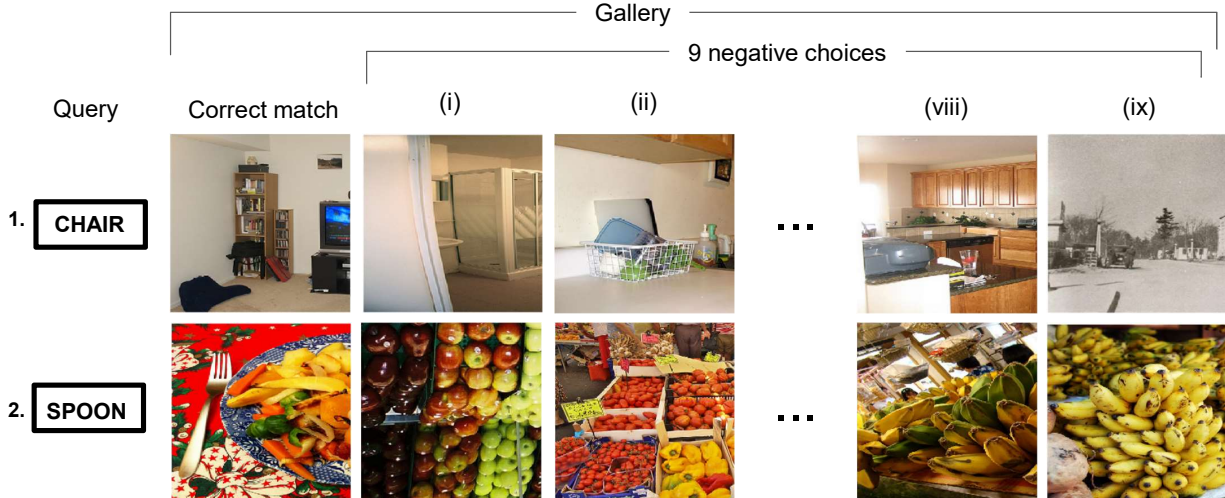 Gallery
9 negative choices
Query
Correct match
(i)
(ii)
(viii)
(ix)
1.
CHAIR
...
2.
SPOON
...